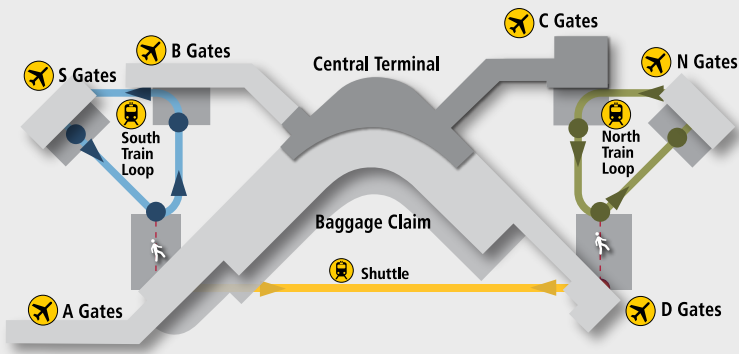 C Gates
B Gates
Central Terminal
N Gates
S Gates
South
Train
Loop
North
Train
Loop
Baggage Claim
Shuttle
A Gates
D Gates